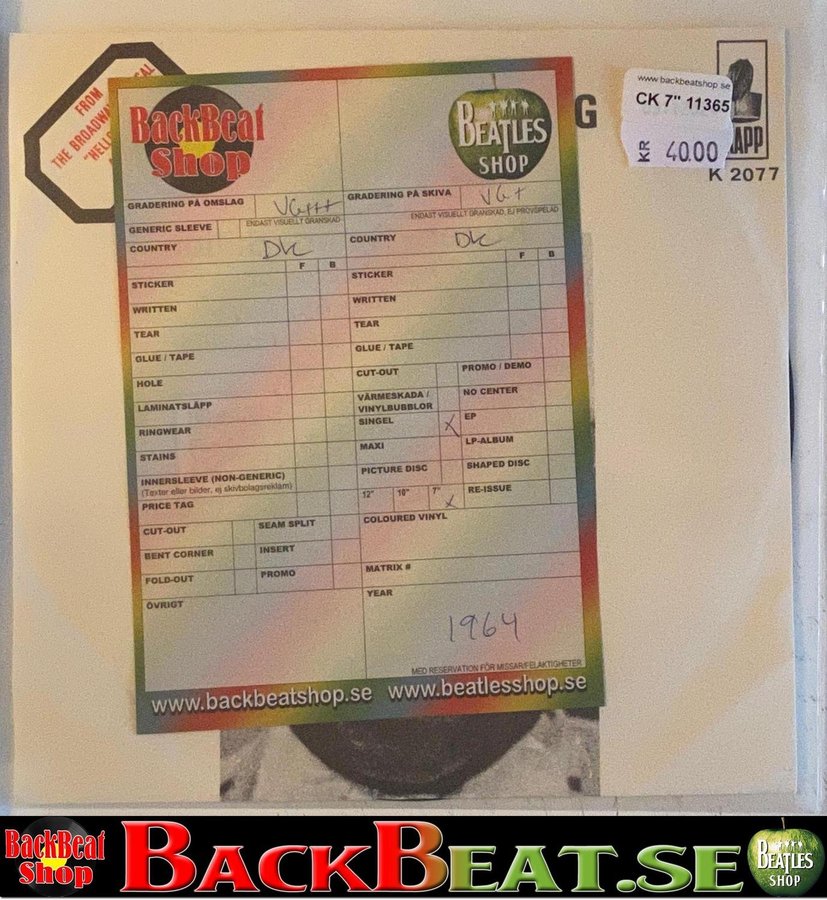 FROM
THE BROADWAY
"HELLO
G
www.backbeatshop.se
CK 7" 11365
KR 40.00
KAPP
K 2077
BackBeat
Shop
BEATLES
SHOP
GRADERING PÅ OMSLAG VG+++
ENDAST VISUELLT GRANSKAD
GENERIC SLEEVE
COUNTRY DK
F B
STICKER
WRITTEN
TEAR
GLUE / TAPE
HOLE
LAMINATSLÄPP
RINGWEAR
STAINS
INNERSLEEVE (NON-GENERIC)
(Texter eller bilder, ej skivbolagsreklam)
PRICE TAG
CUT-OUT SEAM SPLIT
BENT CORNER INSERT
FOLD-OUT PROMO
ÖVRIGT
GRADERING PÅ SKIVA VG+
ENDAST VISUELLT GRANSKAD, EJ PROVSPELAD
COUNTRY DK
F B
STICKER
WRITTEN
TEAR
GLUE / TAPE
CUT-OUT PROMO / DEMO
VÄRMESKADA /
VINYLBUBBLOR NO CENTER
SINGEL X EP
MAXI LP-ALBUM
PICTURE DISC SHAPED DISC
12" 10" 7" X RE-ISSUE
COLOURED VINYL
MATRIX #
YEAR
1964
MED RESERVATION FÖR MISSAR/FELAKTIGHETER
www.backbeatshop.se www.beatlesshop.se
BackBeat
Shop
BACKBEAT.SE
BEATLES
SHOP